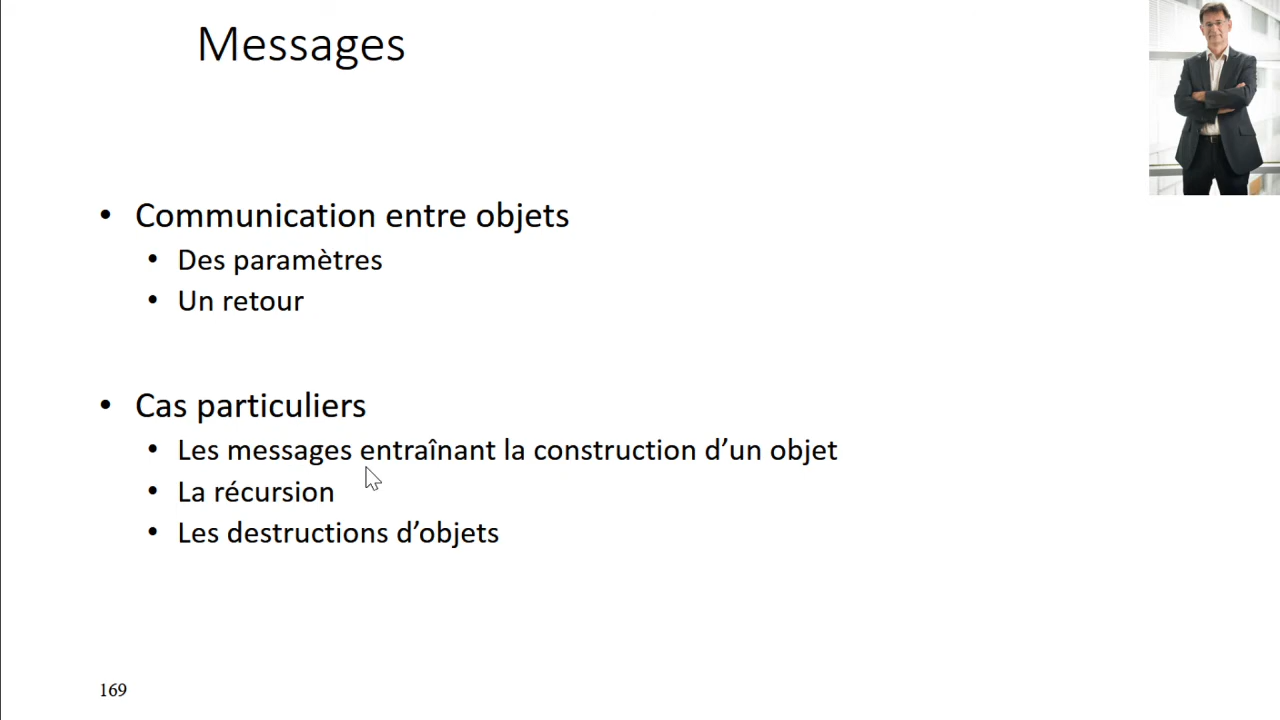 Messages
• Communication entre objets
• Des paramètres
• Un retour
• Cas particuliers
• Les messages entraînant la construction d’un objet
• La récursion
• Les destructions d’objets
169